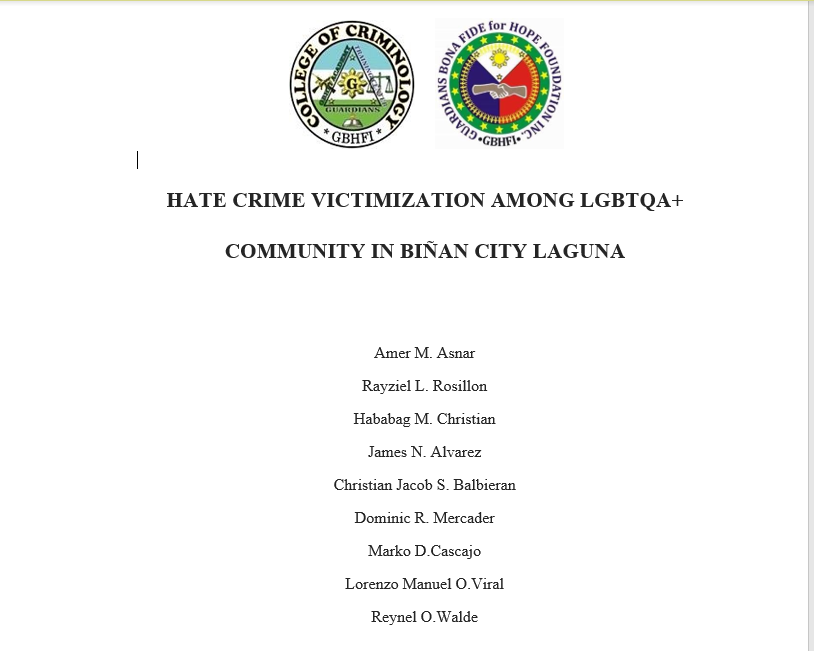 COLLEGE OF CRIMINOLOGY
TRAINING
G
GUARDIANS
* GBHFI *
GUARDIANS BONA FIDE for HOPE FOUNDATION INC.
•GBHFI•
HATE CRIME VICTIMIZATION AMONG LGBTQA+
COMMUNITY IN BIÑAN CITY LAGUNA
Amer M. Asnar
Rayziel L. Rosillon
Hababag M. Christian
James N. Alvarez
Christian Jacob S. Balbieran
Dominic R. Mercader
Marko D.Cascajo
Lorenzo Manuel O.Viral
Reynel O.Walde